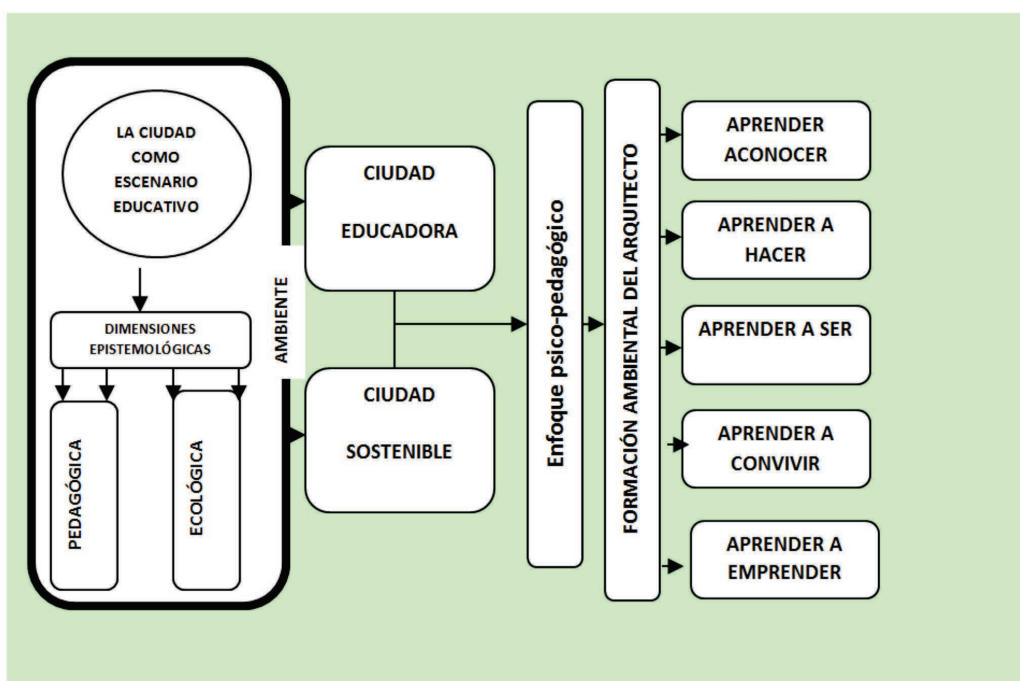 LA CIUDAD
COMO
ESCENARIO
EDUCATIVO
DIMENSIONES
EPISTEMOLÓGICAS
PEDAGÓGICA
ECOLÓGICA
AMBIENTE
CIUDAD
EDUCADORA
CIUDAD
SOSTENIBLE
Enfoque psico-pedagógico
FORMACIÓN AMBIENTAL DEL ARQUITECTO
APRENDER
ACONOCER
APRENDER A
HACER
APRENDER A SER
APRENDER A
CONVIVIR
APRENDER A
EMPRENDER